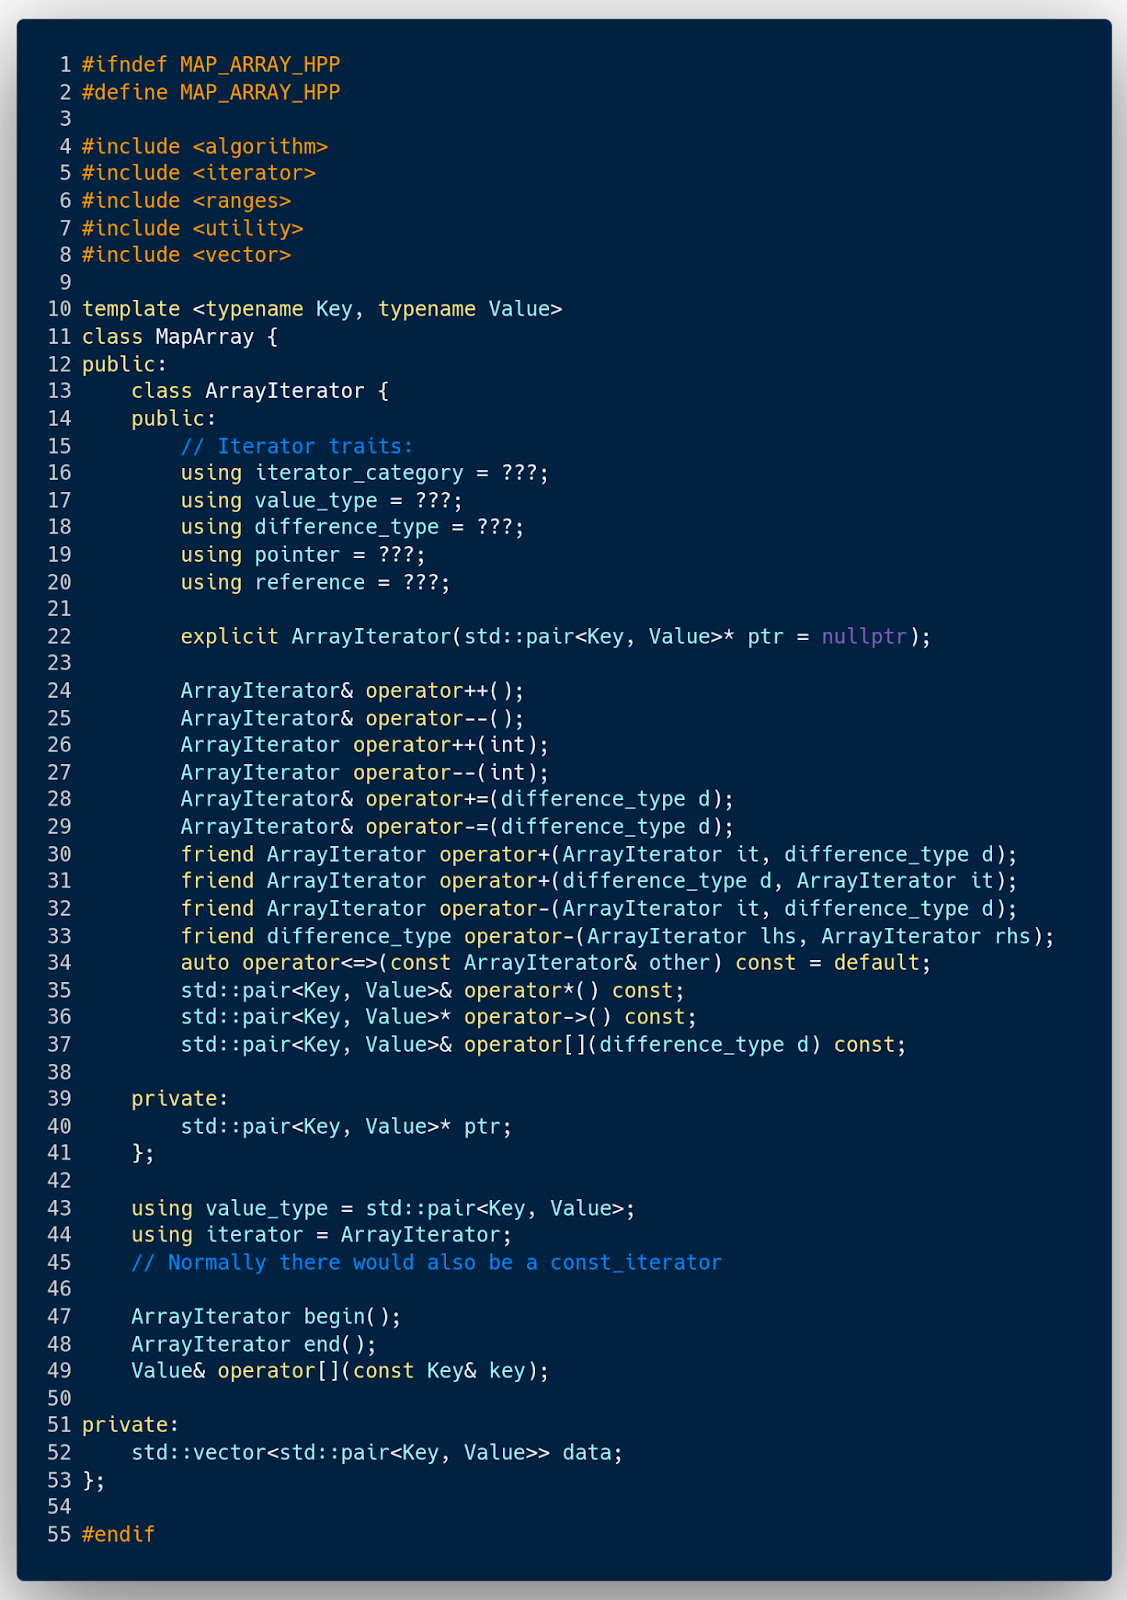 1 #ifndef MAP_ARRAY_HPP
2 #define MAP_ARRAY_HPP
3
4 #include <algorithm>
5 #include <iterator>
6 #include <ranges>
7 #include <utility>
8 #include <vector>
9
10 template <typename Key, typename Value>
11 class MapArray {
12 public:
13     class ArrayIterator {
14     public:
15         // Iterator traits:
16         using iterator_category = ???;
17         using value_type = ???;
18         using difference_type = ???;
19         using pointer = ???;
20         using reference = ???;
21
22         explicit ArrayIterator(std::pair<Key, Value>* ptr = nullptr);
23
24         ArrayIterator& operator++();
25         ArrayIterator& operator--();
26         ArrayIterator operator++(int);
27         ArrayIterator operator--(int);
28         ArrayIterator& operator+=(difference_type d);
29         ArrayIterator& operator-=(difference_type d);
30         friend ArrayIterator operator+(ArrayIterator it, difference_type d);
31         friend ArrayIterator operator+(difference_type d, ArrayIterator it);
32         friend ArrayIterator operator-(ArrayIterator it, difference_type d);
33         friend difference_type operator-(ArrayIterator lhs, ArrayIterator rhs);
34         auto operator<=>(const ArrayIterator& other) const = default;
35         std::pair<Key, Value>& operator*() const;
36         std::pair<Key, Value>* operator->() const;
37         std::pair<Key, Value>& operator[](difference_type d) const;
38
39     private:
40         std::pair<Key, Value>* ptr;
41     };
42
43     using value_type = std::pair<Key, Value>;
44     using iterator = ArrayIterator;
45     // Normally there would also be a const_iterator
46
47     ArrayIterator begin();
48     ArrayIterator end();
49     Value& operator[](const Key& key);
50
51 private:
52     std::vector<std::pair<Key, Value>> data;
53 };
54
55 #endif